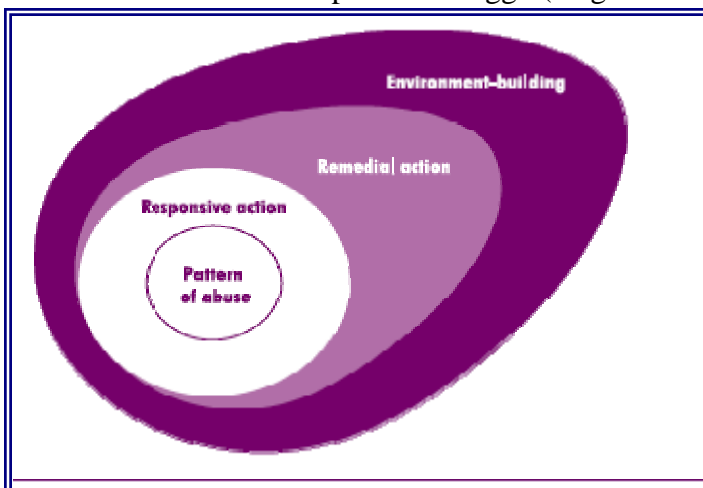 Environment-building
Remedial action
Responsive action
Pattern
of abuse